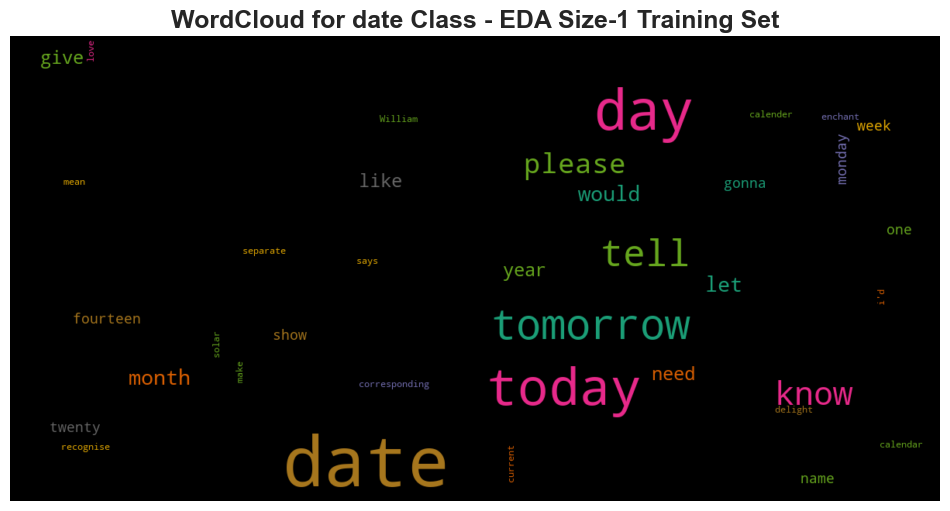 WordCloud for date Class - EDA Size-1 Training Set
give
love
day
William
calender
enchant
week
please
monday
mean
like
would
gonna
one
tell
separate
says
year
let
i'd
fourteen
tomorrow
solar
show
make
month
corresponding
today
need
know
delight
twenty
recognise
date
current
calendar
name